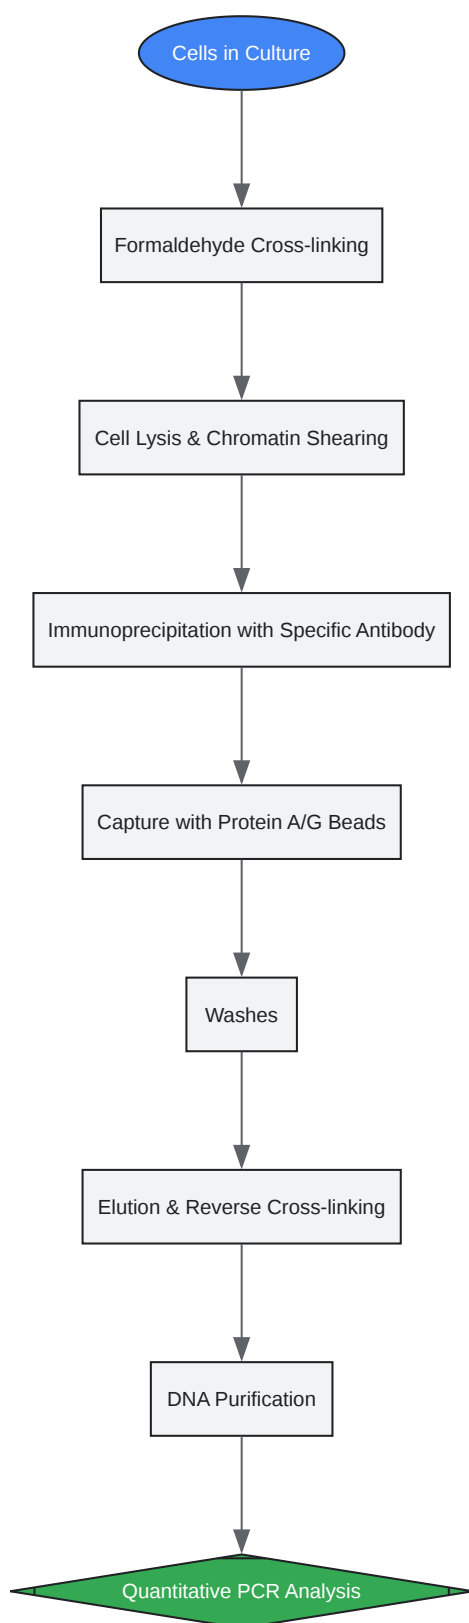 Cells in Culture
Formaldehyde Cross-linking
Cell Lysis & Chromatin Shearing
Immunoprecipitation with Specific Antibody
Capture with Protein A/G Beads
Washes
Elution & Reverse Cross-linking
DNA Purification
Quantitative PCR Analysis